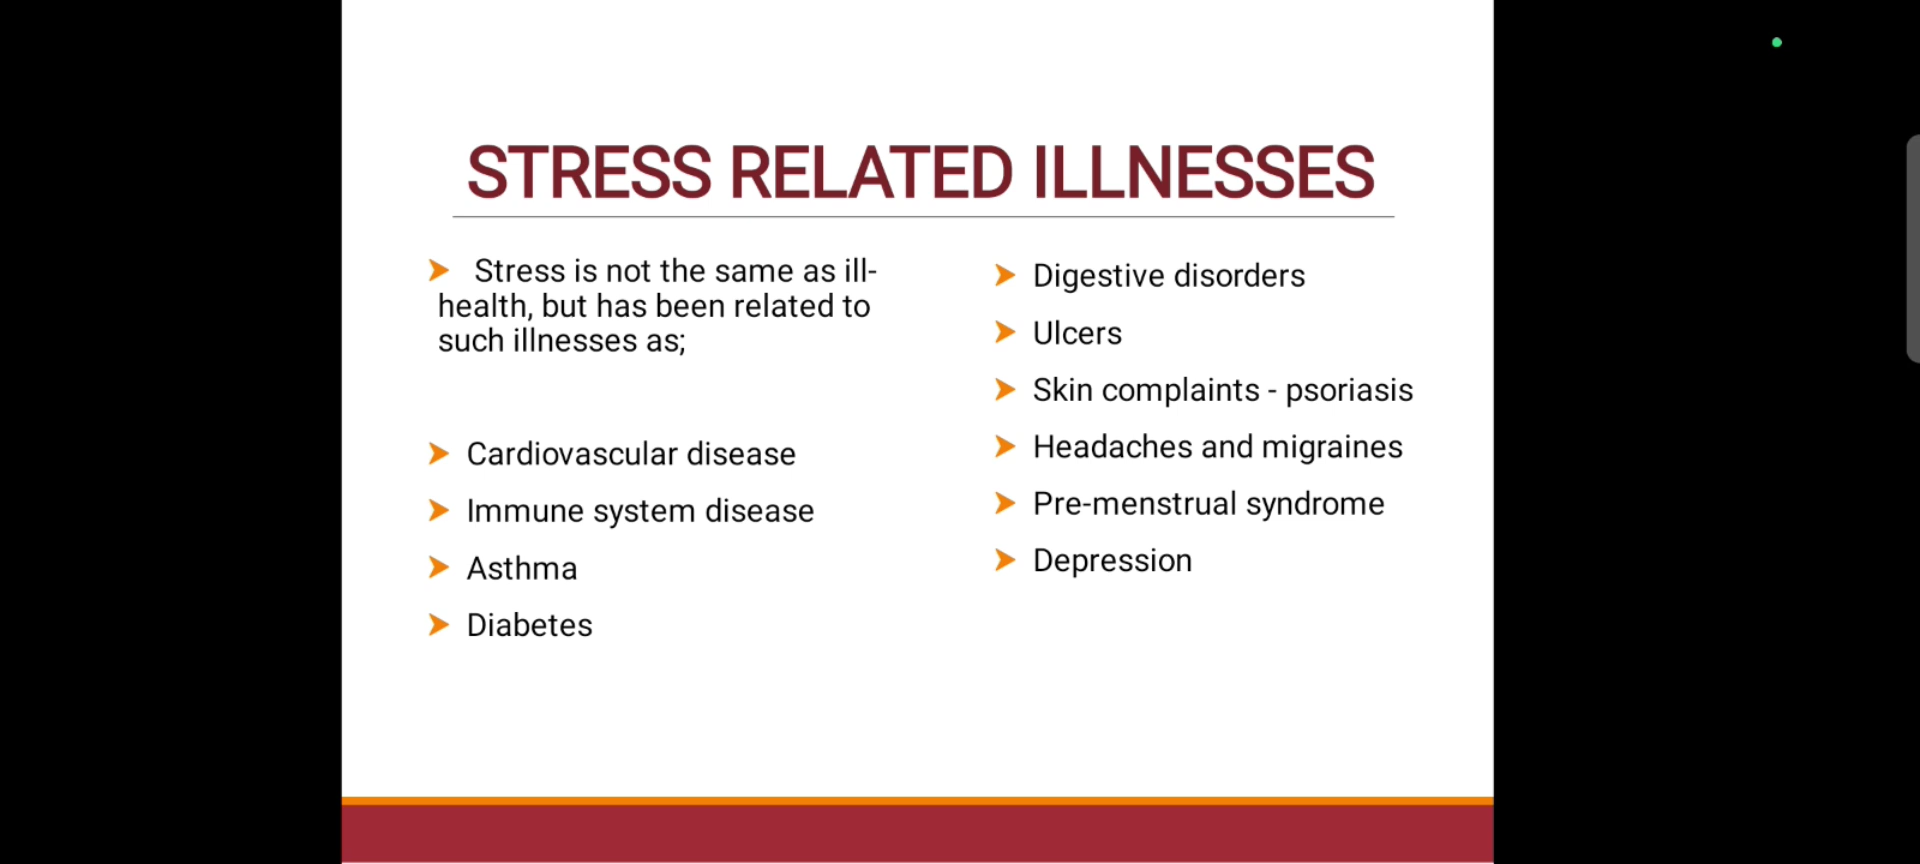 STRESS RELATED ILLNESSES
Stress is not the same as ill-
health, but has been related to
such illnesses as;
Cardiovascular disease
Immune system disease
Asthma
Diabetes
Digestive disorders
Ulcers
Skin complaints - psoriasis
Headaches and migraines
Pre-menstrual syndrome
Depression